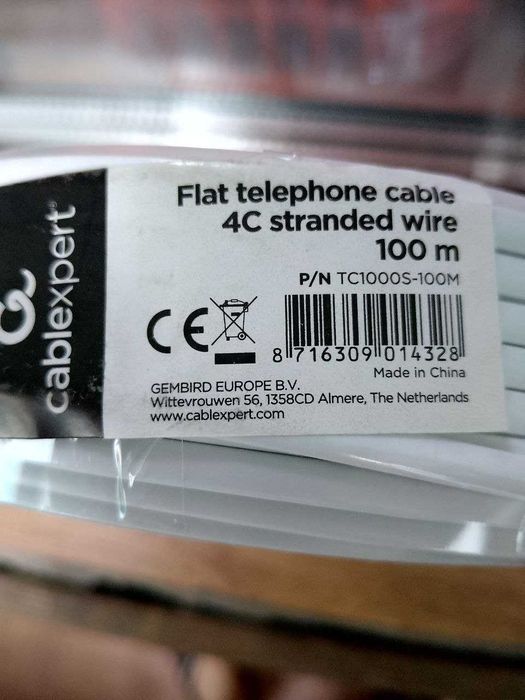 Flat telephone cable
4C stranded wire
100 m
P/N TC1000S-100M
CE
8 716309 014328
Made in China
GEMBIRD EUROPE B.V.
Wittevrouwen 56, 1358CD Almere, The Netherlands
www.cablexpert.com
cablexpert®